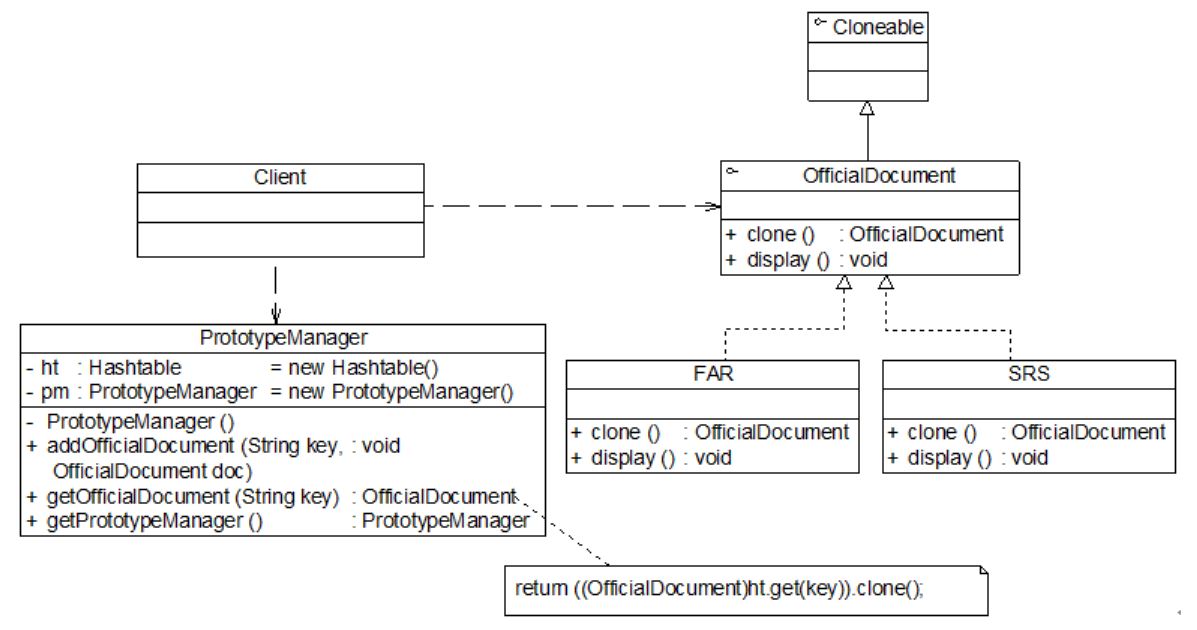 Cloneable
Client
OfficialDocument
+ clone () : OfficialDocument
+ display () : void
PrototypeManager
- ht : Hashtable = new Hashtable()
- pm : PrototypeManager = new PrototypeManager()
- PrototypeManager ()
+ addOfficialDocument (String key, : void
OfficialDocument doc)
+ getOfficialDocument (String key) : OfficialDocument
+ getPrototypeManager () : PrototypeManager
FAR
+ clone () : OfficialDocument
+ display () : void
SRS
+ clone () : OfficialDocument
+ display () : void
return ((OfficialDocument)ht.get(key)).clone();